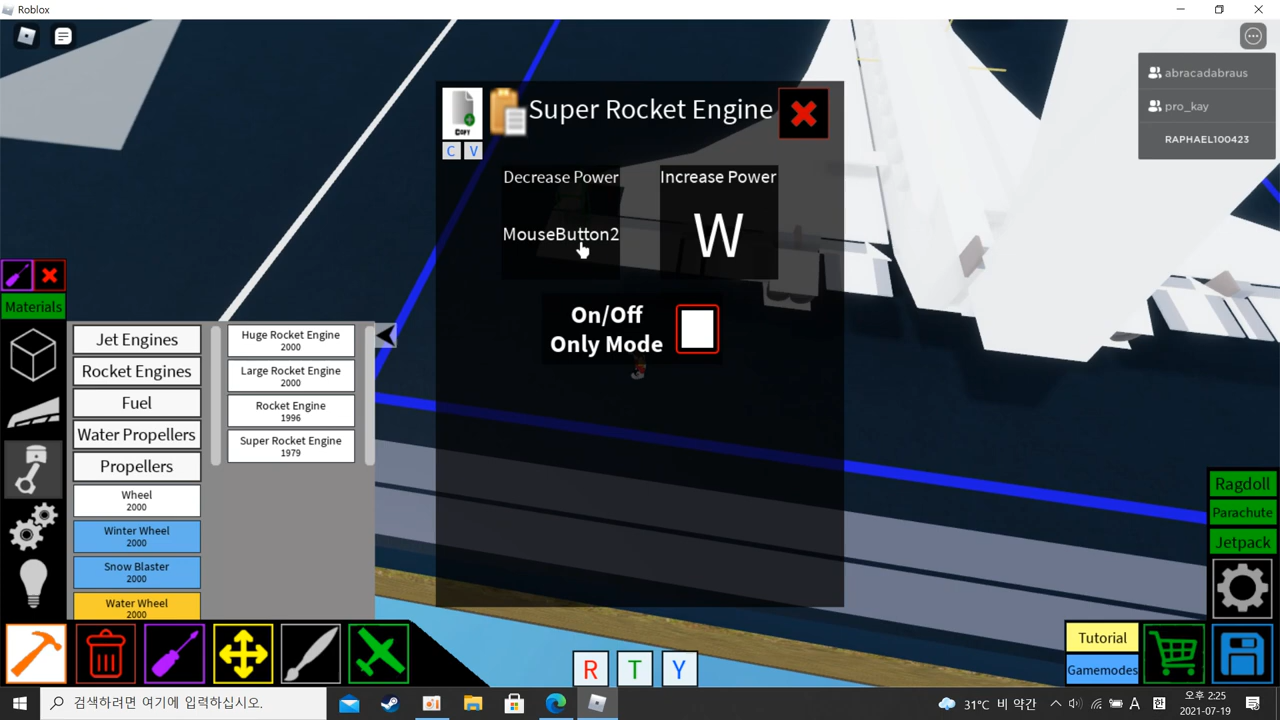 Roblox
abracadabraus
pro_kay
RAPHAEL100423
Super Rocket Engine
COPY
C V
Decrease Power
MouseButton2
Increase Power
W
On/Off
Only Mode
Materials
Jet Engines
Rocket Engines
Fuel
Water Propellers
Propellers
Wheel
2000
Winter Wheel
2000
Snow Blaster
2000
Water Wheel
2000
Huge Rocket Engine
2000
Large Rocket Engine
2000
Rocket Engine
1996
Super Rocket Engine
1979
Ragdoll
Parachute
Jetpack
Tutorial
Gamemodes
R T Y
검색하려면 여기에 입력하십시오.
31°C 비 약간
A
한
오후 2:25
2021-07-19